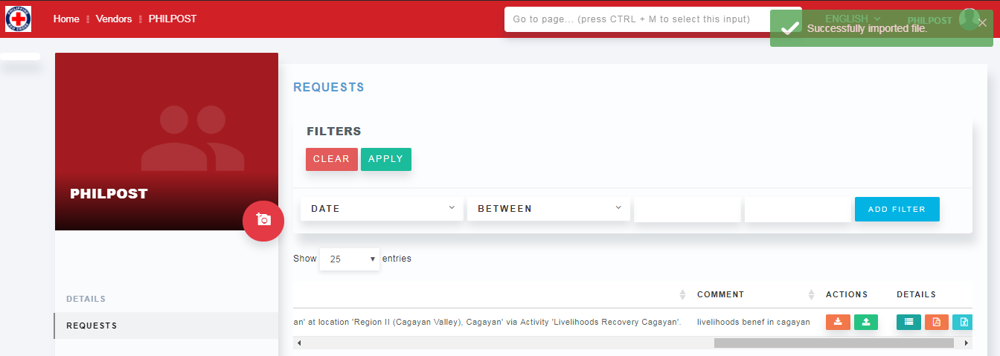 Home Vendors PHILPOST
Go to page... (press CTRL + M to select this input)
ENGLISH
PHILPOST
Successfully imported file.
PHILPOST
DETAILS
REQUESTS
REQUESTS
FILTERS
CLEAR APPLY
DATE BETWEEN ADD FILTER
Show 25 entries
COMMENT ACTIONS DETAILS
an' at location 'Region II (Cagayan Valley), Cagayan' via Activity 'Livelihoods Recovery Cagayan'. livelihoods benef in cagayan